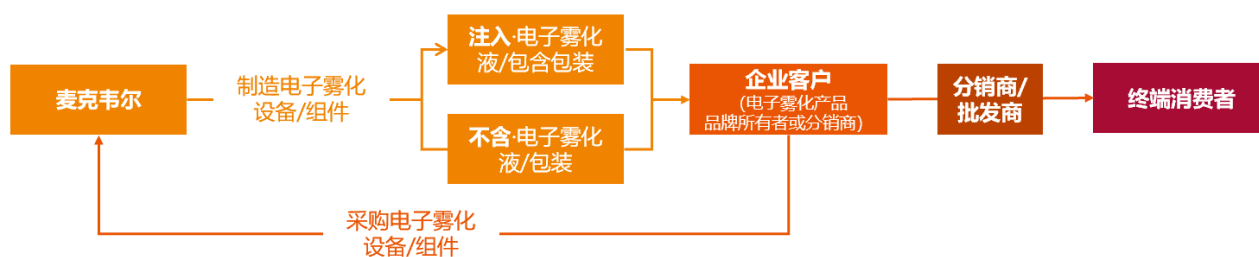 麦克韦尔
制造电子雾化
设备/组件
注入·电子雾化
液/包含包装
不含·电子雾化
液/包装
企业客户
(电子雾化产品
品牌所有者或分销商)
分销商/
批发商
终端消费者
采购电子雾化
设备/组件